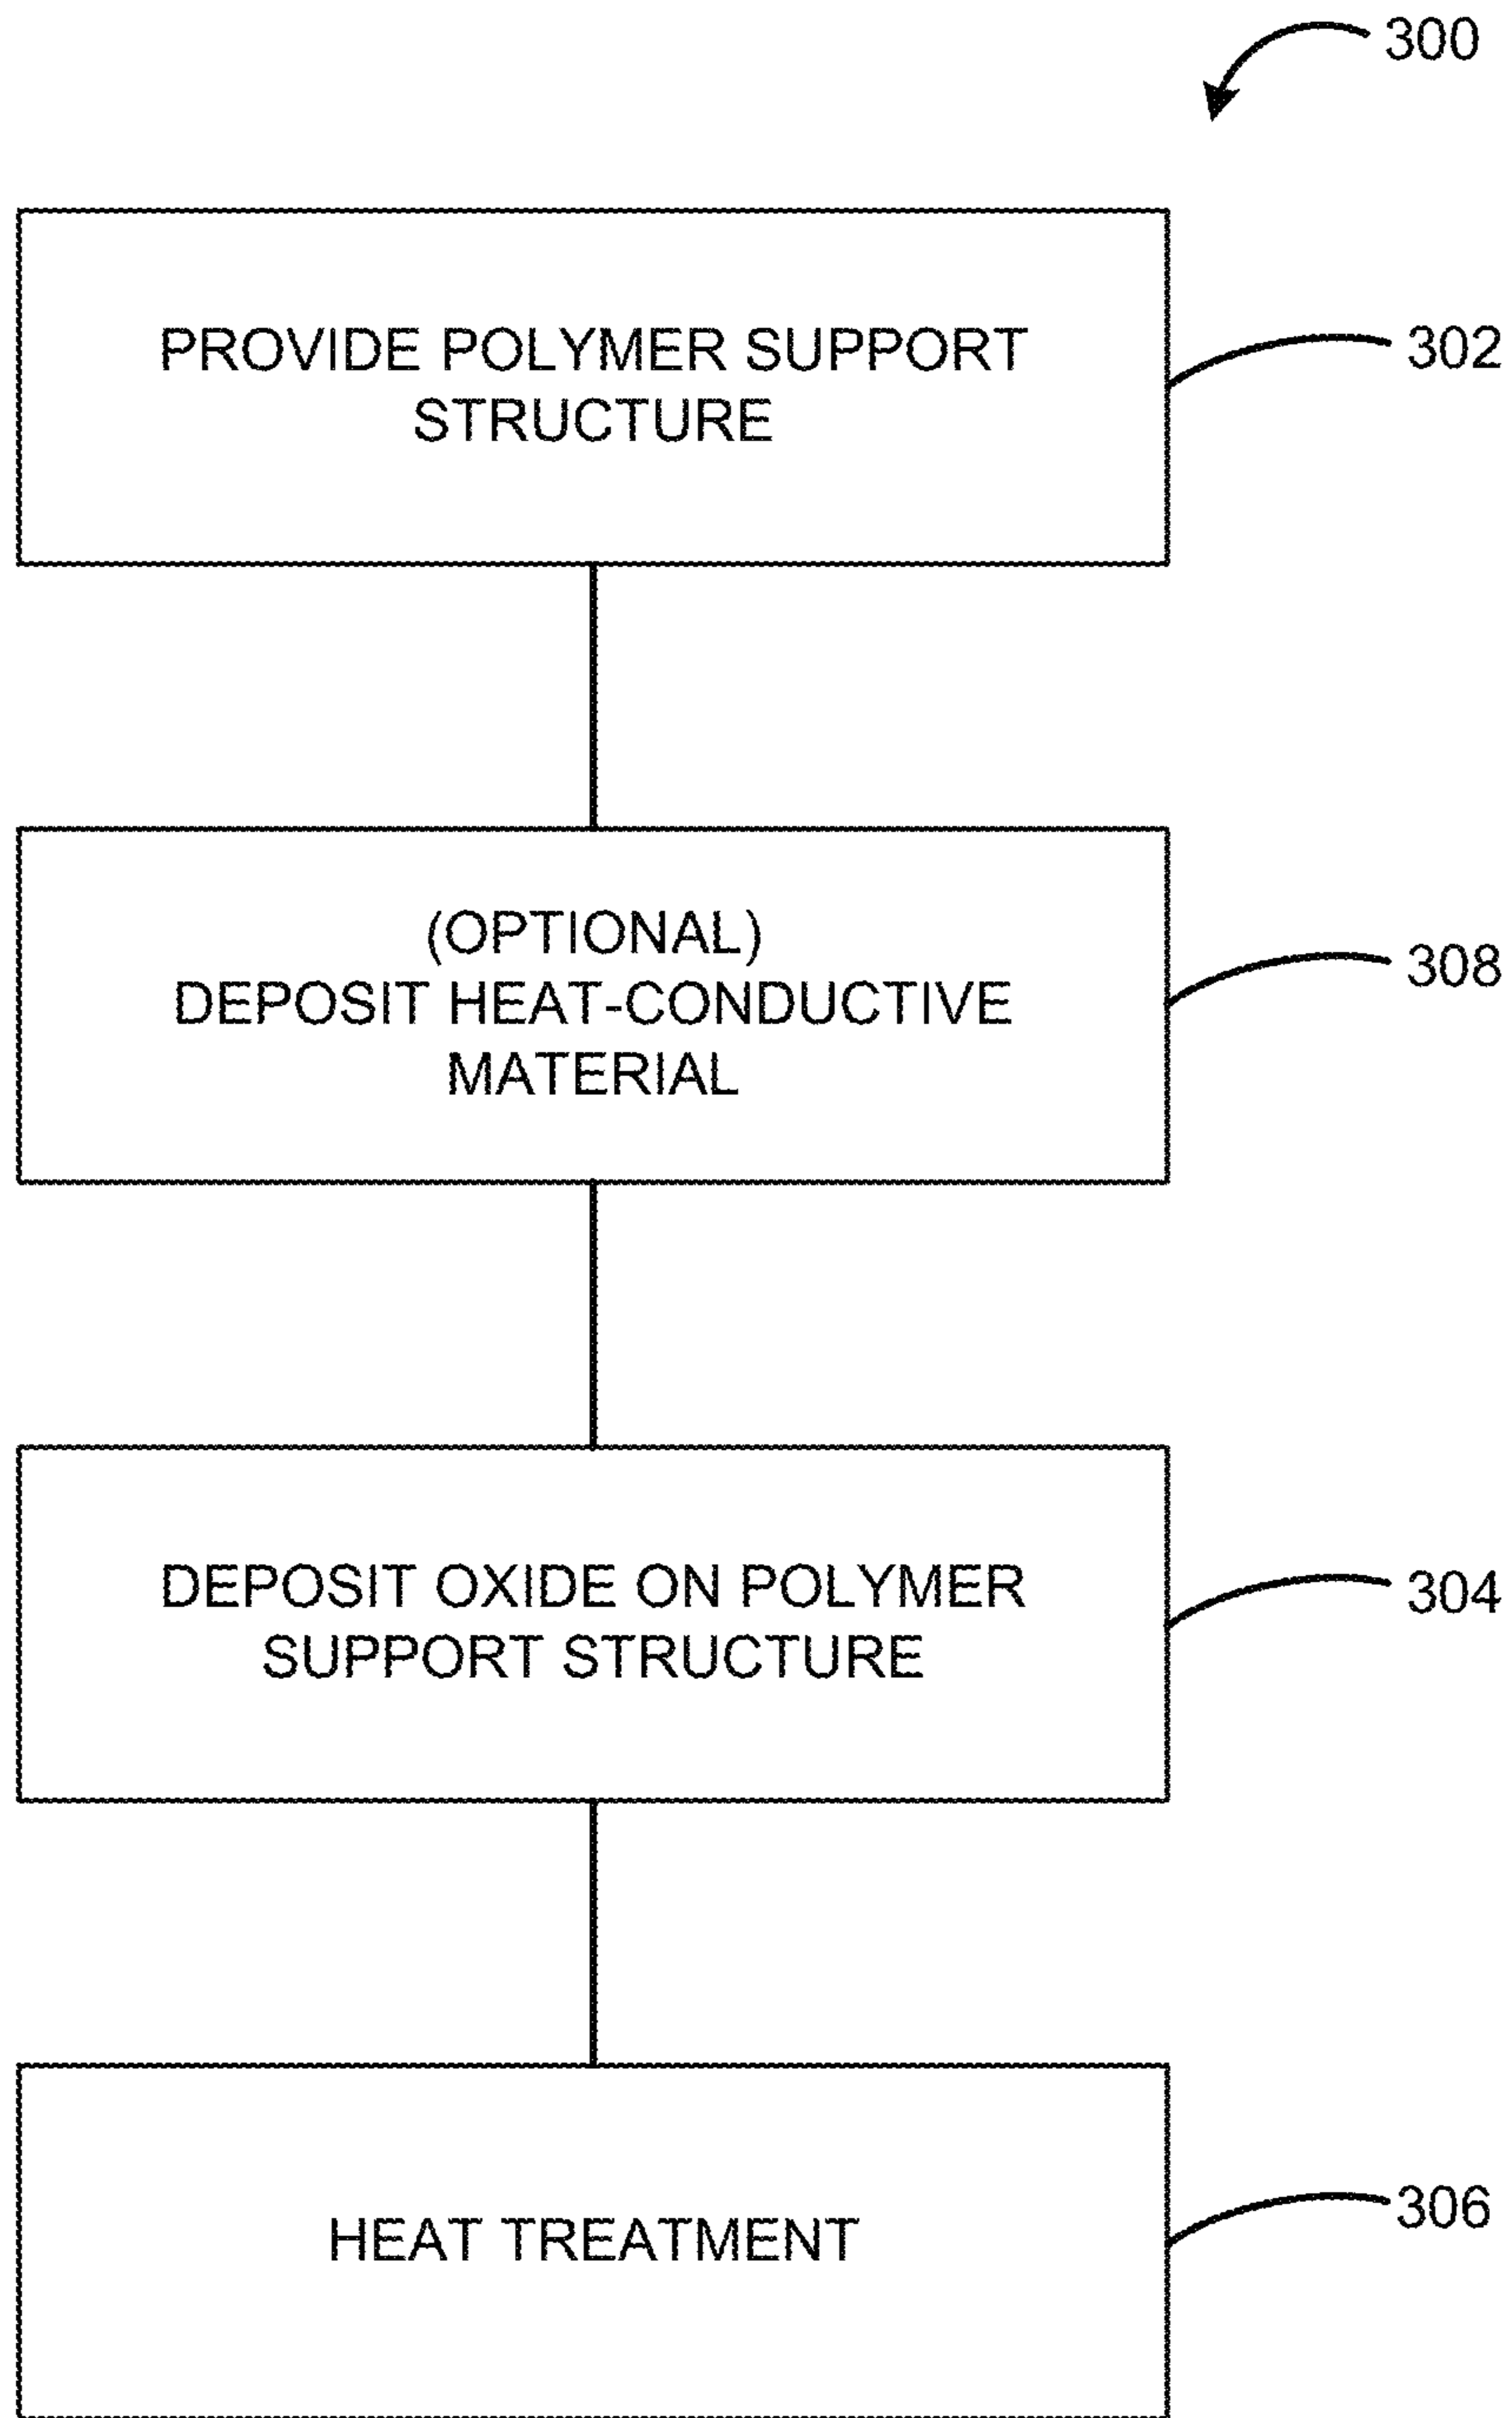 300
PROVIDE POLYMER SUPPORT
STRUCTURE
302
(OPTIONAL)
DEPOSIT HEAT-CONDUCTIVE
MATERIAL
308
DEPOSIT OXIDE ON POLYMER
SUPPORT STRUCTURE
304
HEAT TREATMENT
306